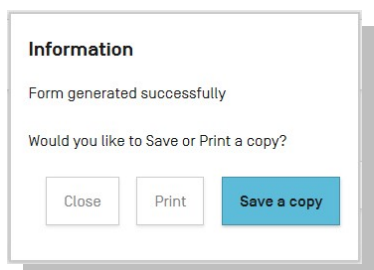 Information
Form generated successfully
Would you like to Save or Print a copy?
Close Print Save a copy